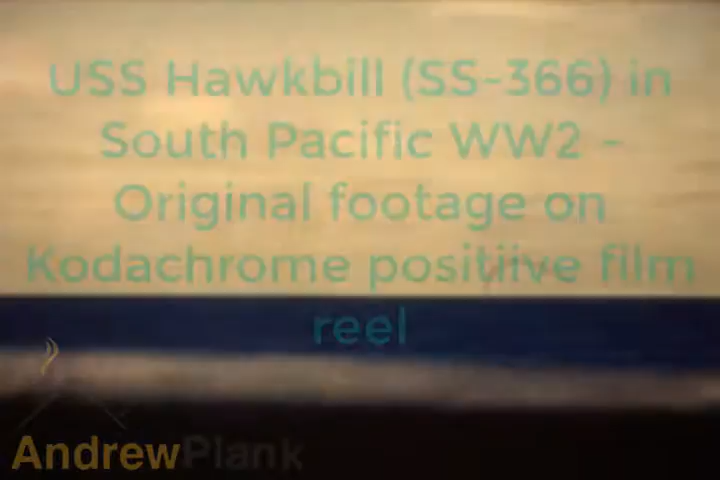 USS Hawkbill (SS-366) in
South Pacific WW2 -
Original footage on
Kodachrome positiive film
reel
AndrewPlank